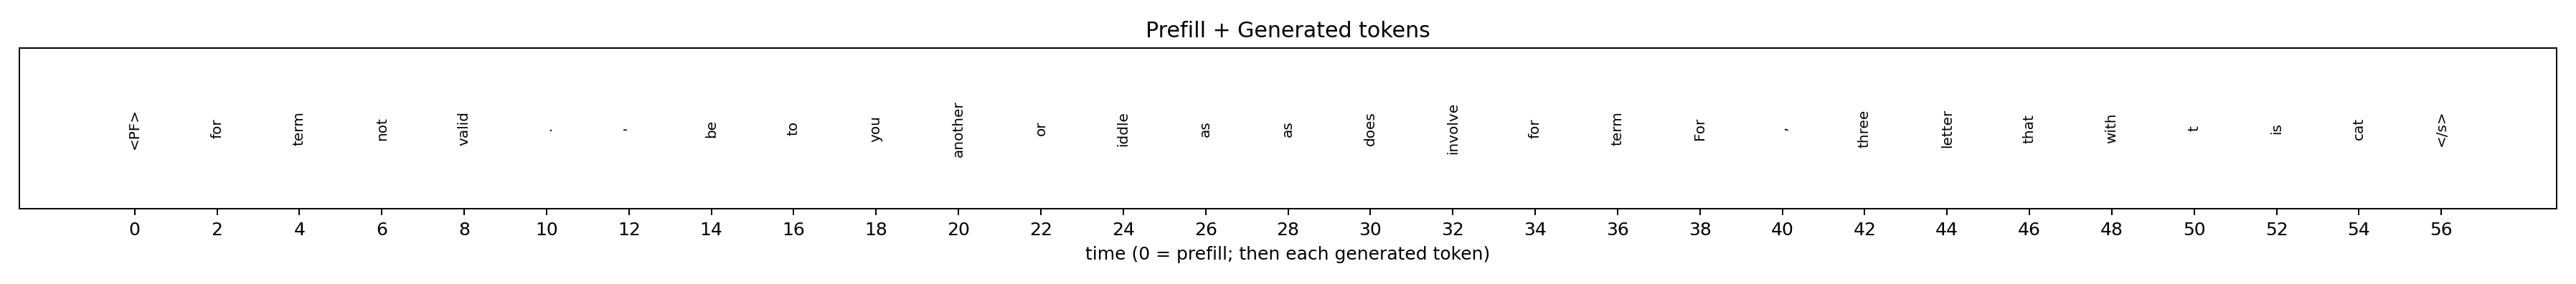 Prefill + Generated tokens
<PF> for term not valid . - be to you another or iddle as as does involve for term For , three letter that with t is cat </s>
0 2 4 6 8 10 12 14 16 18 20 22 24 26 28 30 32 34 36 38 40 42 44 46 48 50 52 54 56
time (0 = prefill; then each generated token)